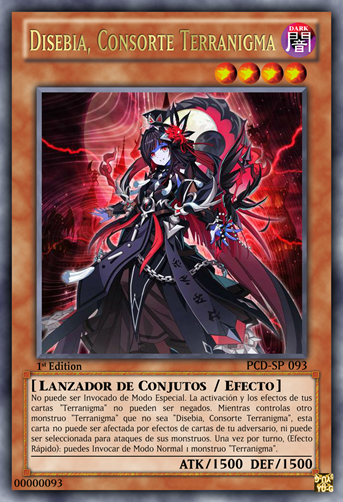 DISEBIA, CONSORTE TERRANIGMA
DARK
闇
1st Edition
PCD-SP 093
[ LANZADOR DE CONJUTOS / EFECTO ]
No puede ser Invocado de Modo Especial. La activación y los efectos de tus
cartas "Terranigma" no pueden ser negados. Mientras controlas otro
monstruo "Terranigma" que no sea "Disebia, Consorte Terranigma", esta
carta no puede ser afectada por efectos de cartas de tu adversario, ni puede
ser seleccionada para ataques de sus monstruos. Una vez por turno, (Efecto
Rápido): puedes Invocar de Modo Normal 1 monstruo "Terranigma".
ATK/1500 DEF/1500
00000093